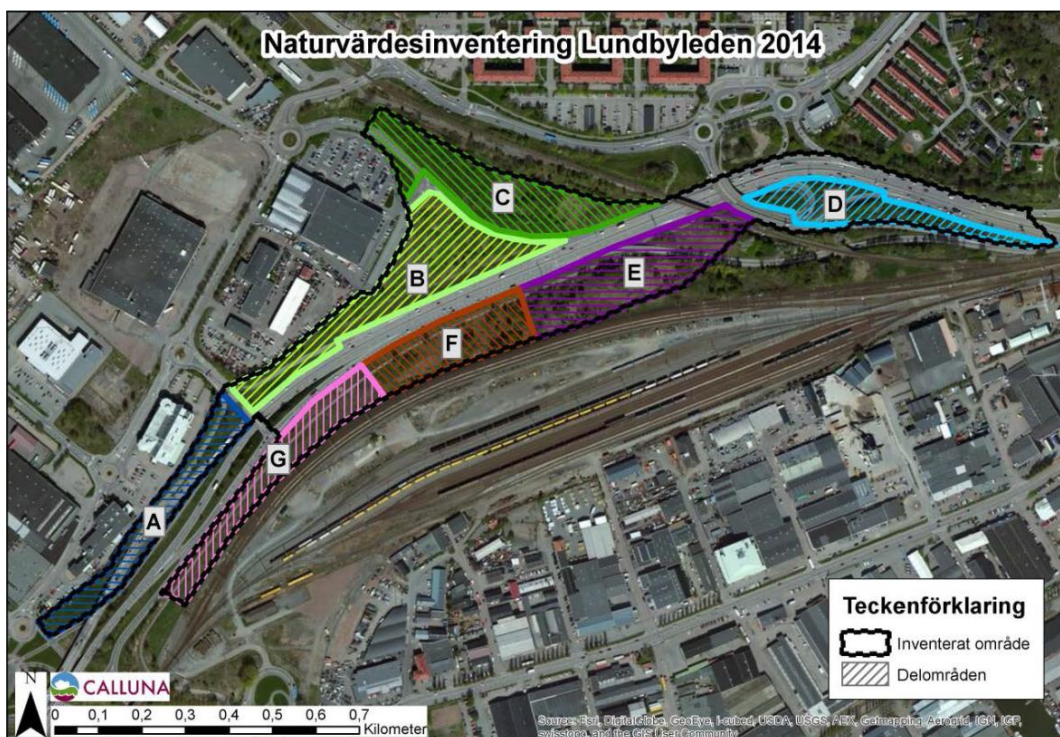 Naturvärdesinventering Lundbyleden 2014
C
D
B
E
F
G
A
Teckenförklaring
Inventerat område
Delområden
N
CALLUNA
0 0,1 0,2 0,3 0,4 0,5 0,6 0,7
Kilometer
Source: Esri, DigitalGlobe, GeoEye, i-cubed, USDA, USGS, AEX, Getmapping, Aerogrid, IGN, IGP,
swisstopo, and the GIS User Community